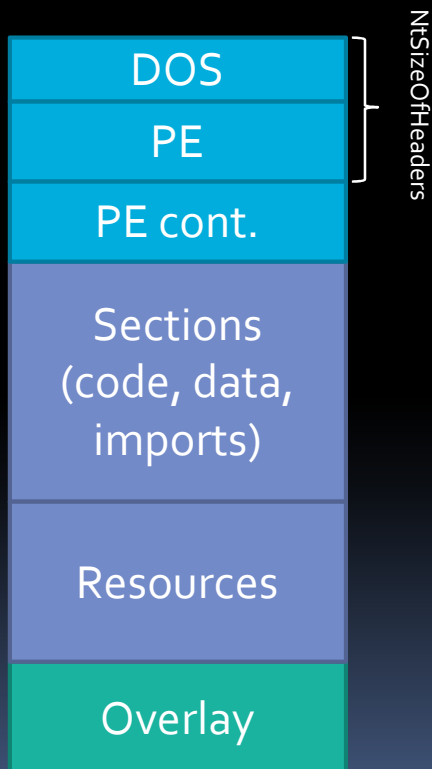 DOS
NtSizeOfHeaders
PE
PE cont.
Sections
(code, data,
imports)
Resources
Overlay